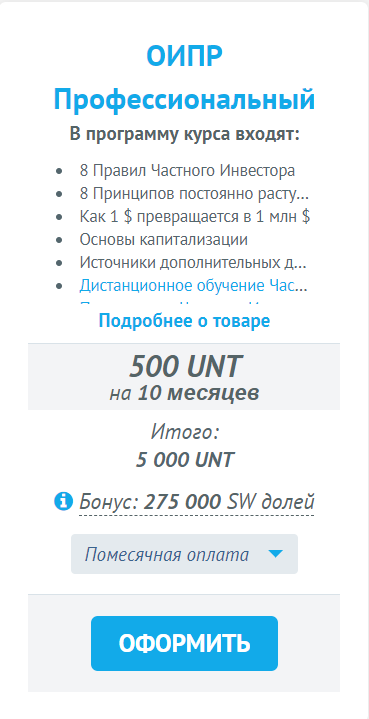 ОИПР
Профессиональный
В программу курса входят:
8 Правил Частного Инвестора
8 Принципов постоянно расту...
Как 1 $ превращается в 1 млн $
Основы капитализации
Источники дополнительных д...
Дистанционное обучение Час...
Подробнее о товаре
500 UNT
на 10 месяцев
Итого:
5 000 UNT
Бонус: 275 000 SW долей
Помесячная оплата
ОФОРМИТЬ